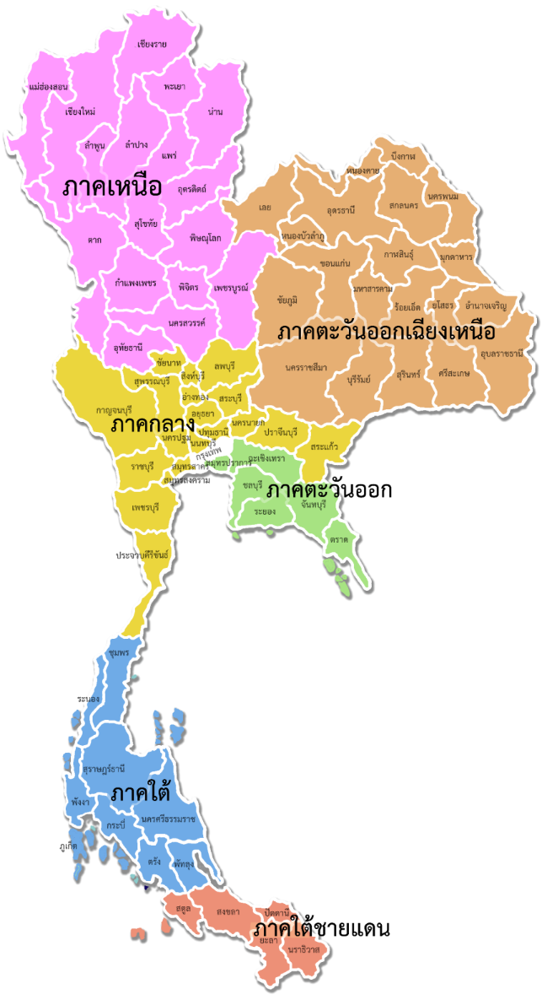 เชียงราย
แม่ฮ่องสอน
พะเยา
เชียงใหม่
น่าน
ลำพูน
ลำปาง
แพร่
ภาคเหนือ
อุตรดิตถ์
สุโขทัย
ตาก
พิษณุโลก
กำแพงเพชร
พิจิตร
เพชรบูรณ์
นครสวรรค์
อุทัยธานี
บึงกาฬ
หนองคาย
เลย
อุดรธานี
สกลนคร
นครพนม
หนองบัวลำภู
ขอนแก่น
กาฬสินธุ์
มุกดาหาร
มหาสารคาม
ชัยภูมิ
ร้อยเอ็ด
ยโสธร
อำนาจเจริญ
ภาคตะวันออกเฉียงเหนือ
อุบลราชธานี
นครราชสีมา
บุรีรัมย์
สุรินทร์
ศรีสะเกษ
ชัยนาท
ลพบุรี
สิงห์บุรี
สุพรรณบุรี
อ่างทอง
สระบุรี
กาญจนบุรี
อยุธยา
นครนายก
ภาคกลาง
ปทุมธานี
ปราจีนบุรี
นครปฐม
นนทบุรี
สระแก้ว
กรุงเทพ
ราชบุรี
สมุทรสาคร
สมุทรปราการ
ฉะเชิงเทรา
สมุทรสงคราม
ชลบุรี
ภาคตะวันออก
เพชรบุรี
ระยอง
จันทบุรี
ตราด
ประจวบคีรีขันธ์
ชุมพร
ระนอง
สุราษฎร์ธานี
ภาคใต้
พังงา
กระบี่
นครศรีธรรมราช
ภูเก็ต
ตรัง
พัทลุง
สตูล
สงขลา
ปัตตานี
ภาคใต้ชายแดน
ยะลา
นราธิวาส